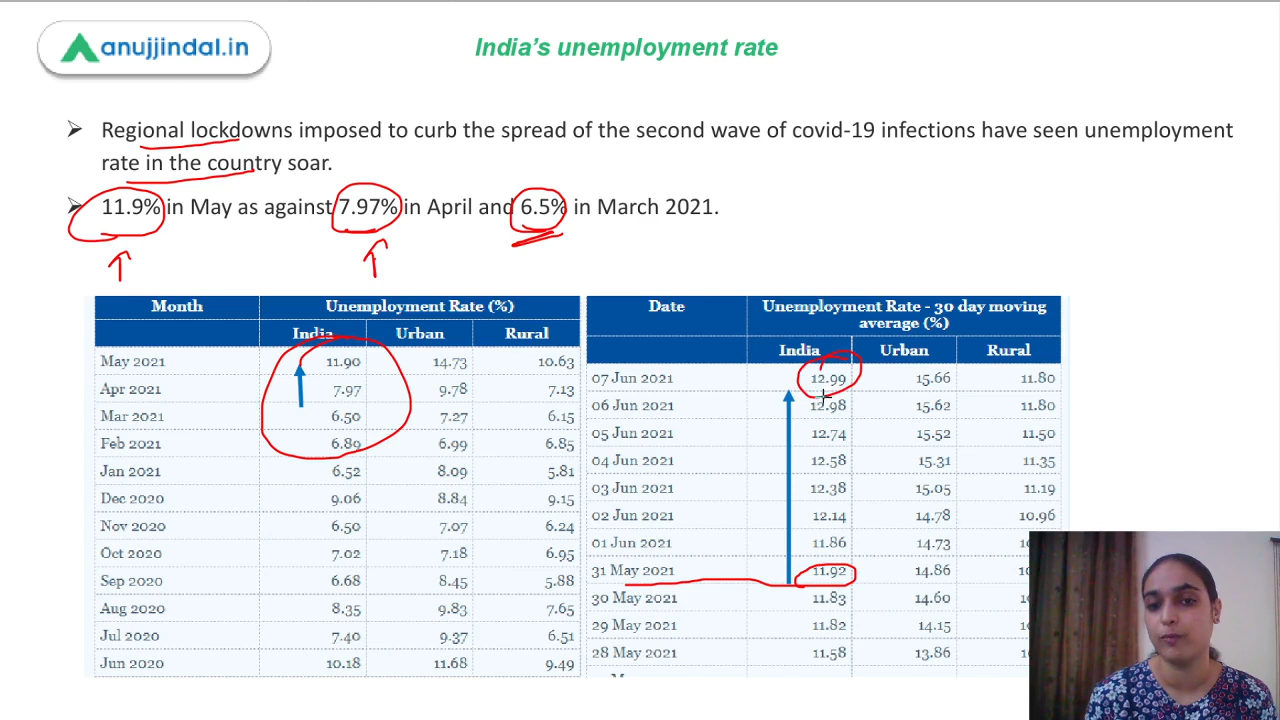 anujjindal.in
India's unemployment rate
Regional lockdowns imposed to curb the spread of the second wave of covid-19 infections have seen unemployment
rate in the country soar.
11.9% in May as against 7.97% in April and 6.5% in March 2021.
Month Unemployment Rate (%)
India Urban Rural
May 2021 11.90 14.73 10.63
Apr 2021 7.97 9.78 7.13
Mar 2021 6.50 7.27 6.15
Feb 2021 6.89 6.99 6.85
Jan 2021 6.52 8.09 5.81
Dec 2020 9.06 8.84 9.15
Nov 2020 6.50 7.07 6.24
Oct 2020 7.02 7.18 6.95
Sep 2020 6.68 8.45 5.88
Aug 2020 8.35 9.83 7.65
Jul 2020 7.40 9.37 6.51
Jun 2020 10.18 11.68 9.49
Date Unemployment Rate - 30 day moving
average (%)
India Urban Rural
07 Jun 2021 12.99 15.66 11.80
06 Jun 2021 12.98 15.62 11.80
05 Jun 2021 12.74 15.52 11.50
04 Jun 2021 12.58 15.31 11.35
03 Jun 2021 12.38 15.05 11.19
02 Jun 2021 12.14 14.78 10.96
01 Jun 2021 11.86 14.73
31 May 2021 11.92 14.86
30 May 2021 11.83 14.60
29 May 2021 11.82 14.15
28 May 2021 11.58 13.86